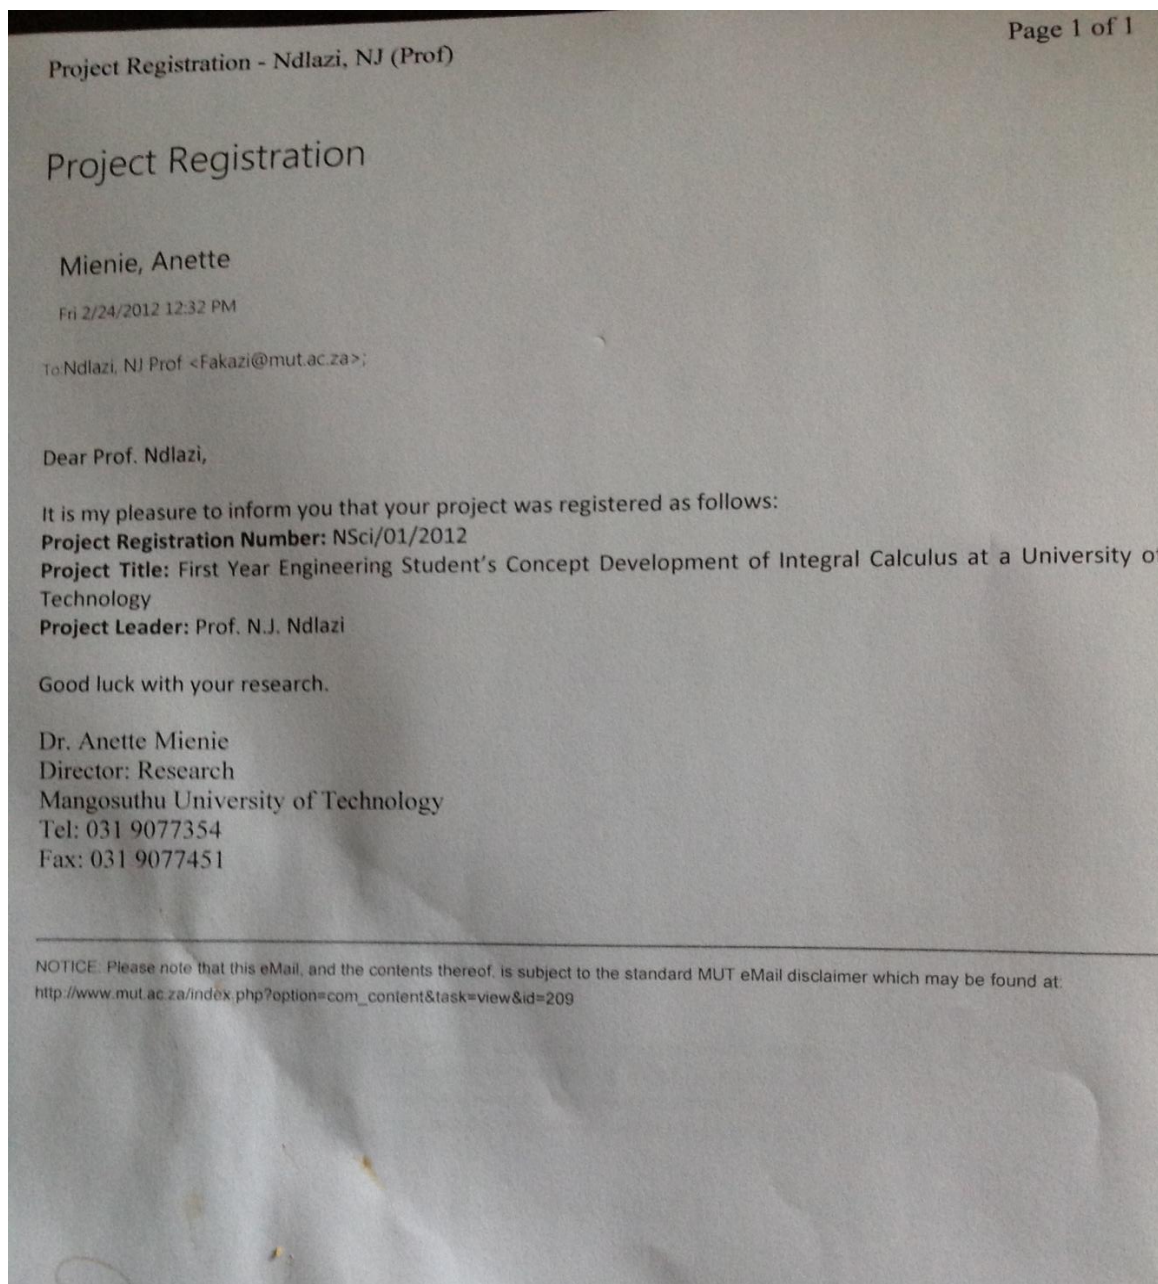 Page 1 of 1
Project Registration - Ndlazi, NJ (Prof)
Project Registration
Mienie, Anette
Fri 2/24/2012 12:32 PM
To:Ndlazi, NJ Prof <Fakazi@mut.ac.za>;
Dear Prof. Ndlazi,
It is my pleasure to inform you that your project was registered as follows:
Project Registration Number: NSci/01/2012
Project Title: First Year Engineering Student's Concept Development of Integral Calculus at a University of
Technology
Project Leader: Prof. N.J. Ndlazi
Good luck with your research.
Dr. Anette Mienie
Director: Research
Mangosuthu University of Technology
Tel: 031 9077354
Fax: 031 9077451
NOTICE: Please note that this eMail, and the contents thereof, is subject to the standard MUT eMail disclaimer which may be found at:
http://www.mut.ac.za/index.php?option=com_content&task=view&id=209